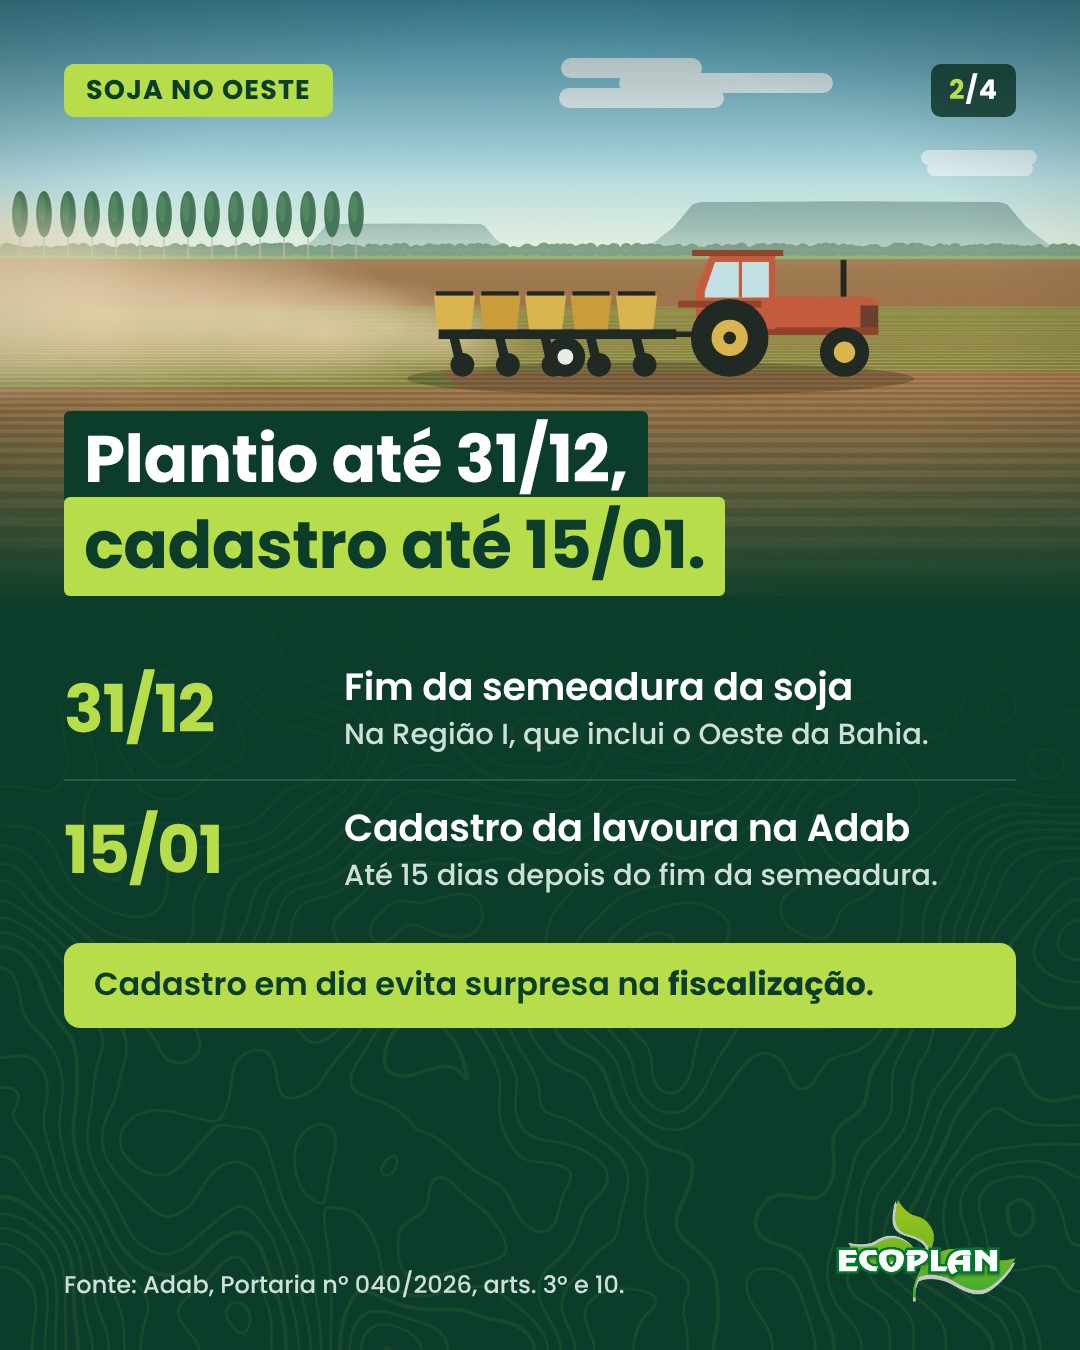 SOJA NO OESTE
2/4
Plantio até 31/12,
cadastro até 15/01.
31/12
Fim da semeadura da soja
Na Região I, que inclui o Oeste da Bahia.
15/01
Cadastro da lavoura na Adab
Até 15 dias depois do fim da semeadura.
Cadastro em dia evita surpresa na fiscalização.
Fonte: Adab, Portaria nº 040/2026, arts. 3º e 10.
ECOPLAN